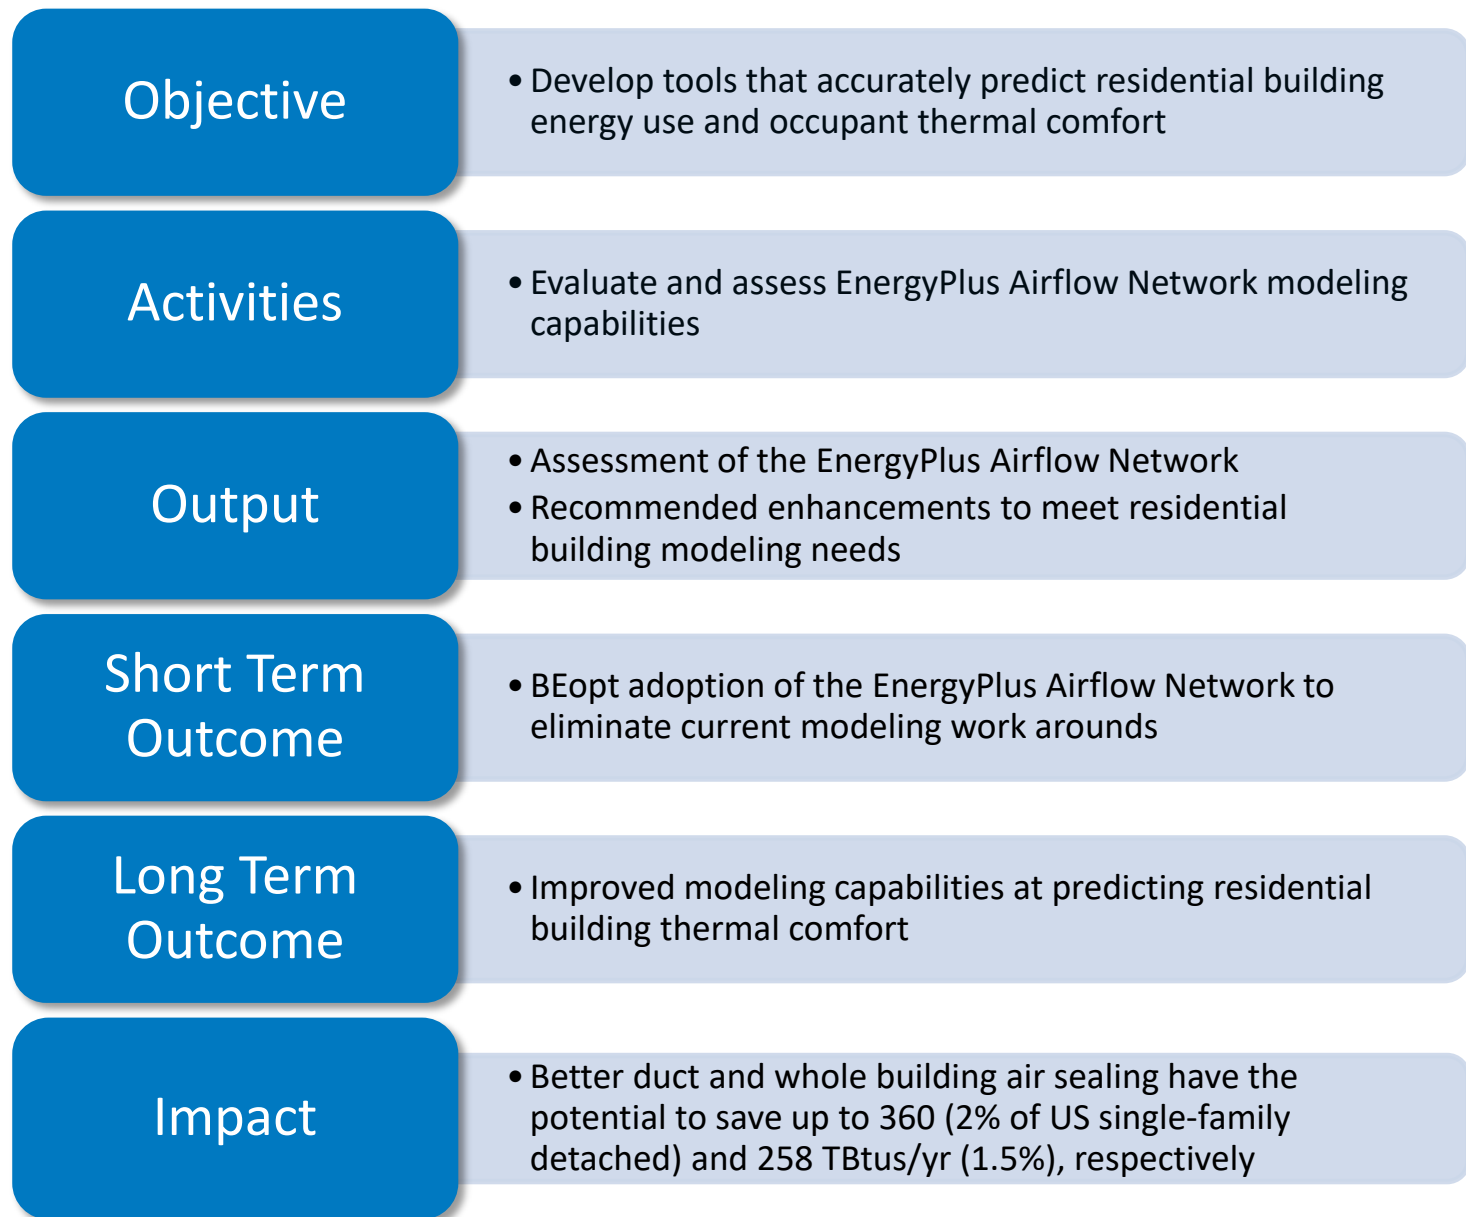 Objective
• Develop tools that accurately predict residential building
energy use and occupant thermal comfort
Activities
• Evaluate and assess EnergyPlus Airflow Network modeling
capabilities
Output
• Assessment of the EnergyPlus Airflow Network
• Recommended enhancements to meet residential
building modeling needs
Short Term
Outcome
• BEopt adoption of the EnergyPlus Airflow Network to
eliminate current modeling work arounds
Long Term
Outcome
• Improved modeling capabilities at predicting residential
building thermal comfort
Impact
• Better duct and whole building air sealing have the
potential to save up to 360 (2% of US single-family
detached) and 258 TBtus/yr (1.5%), respectively